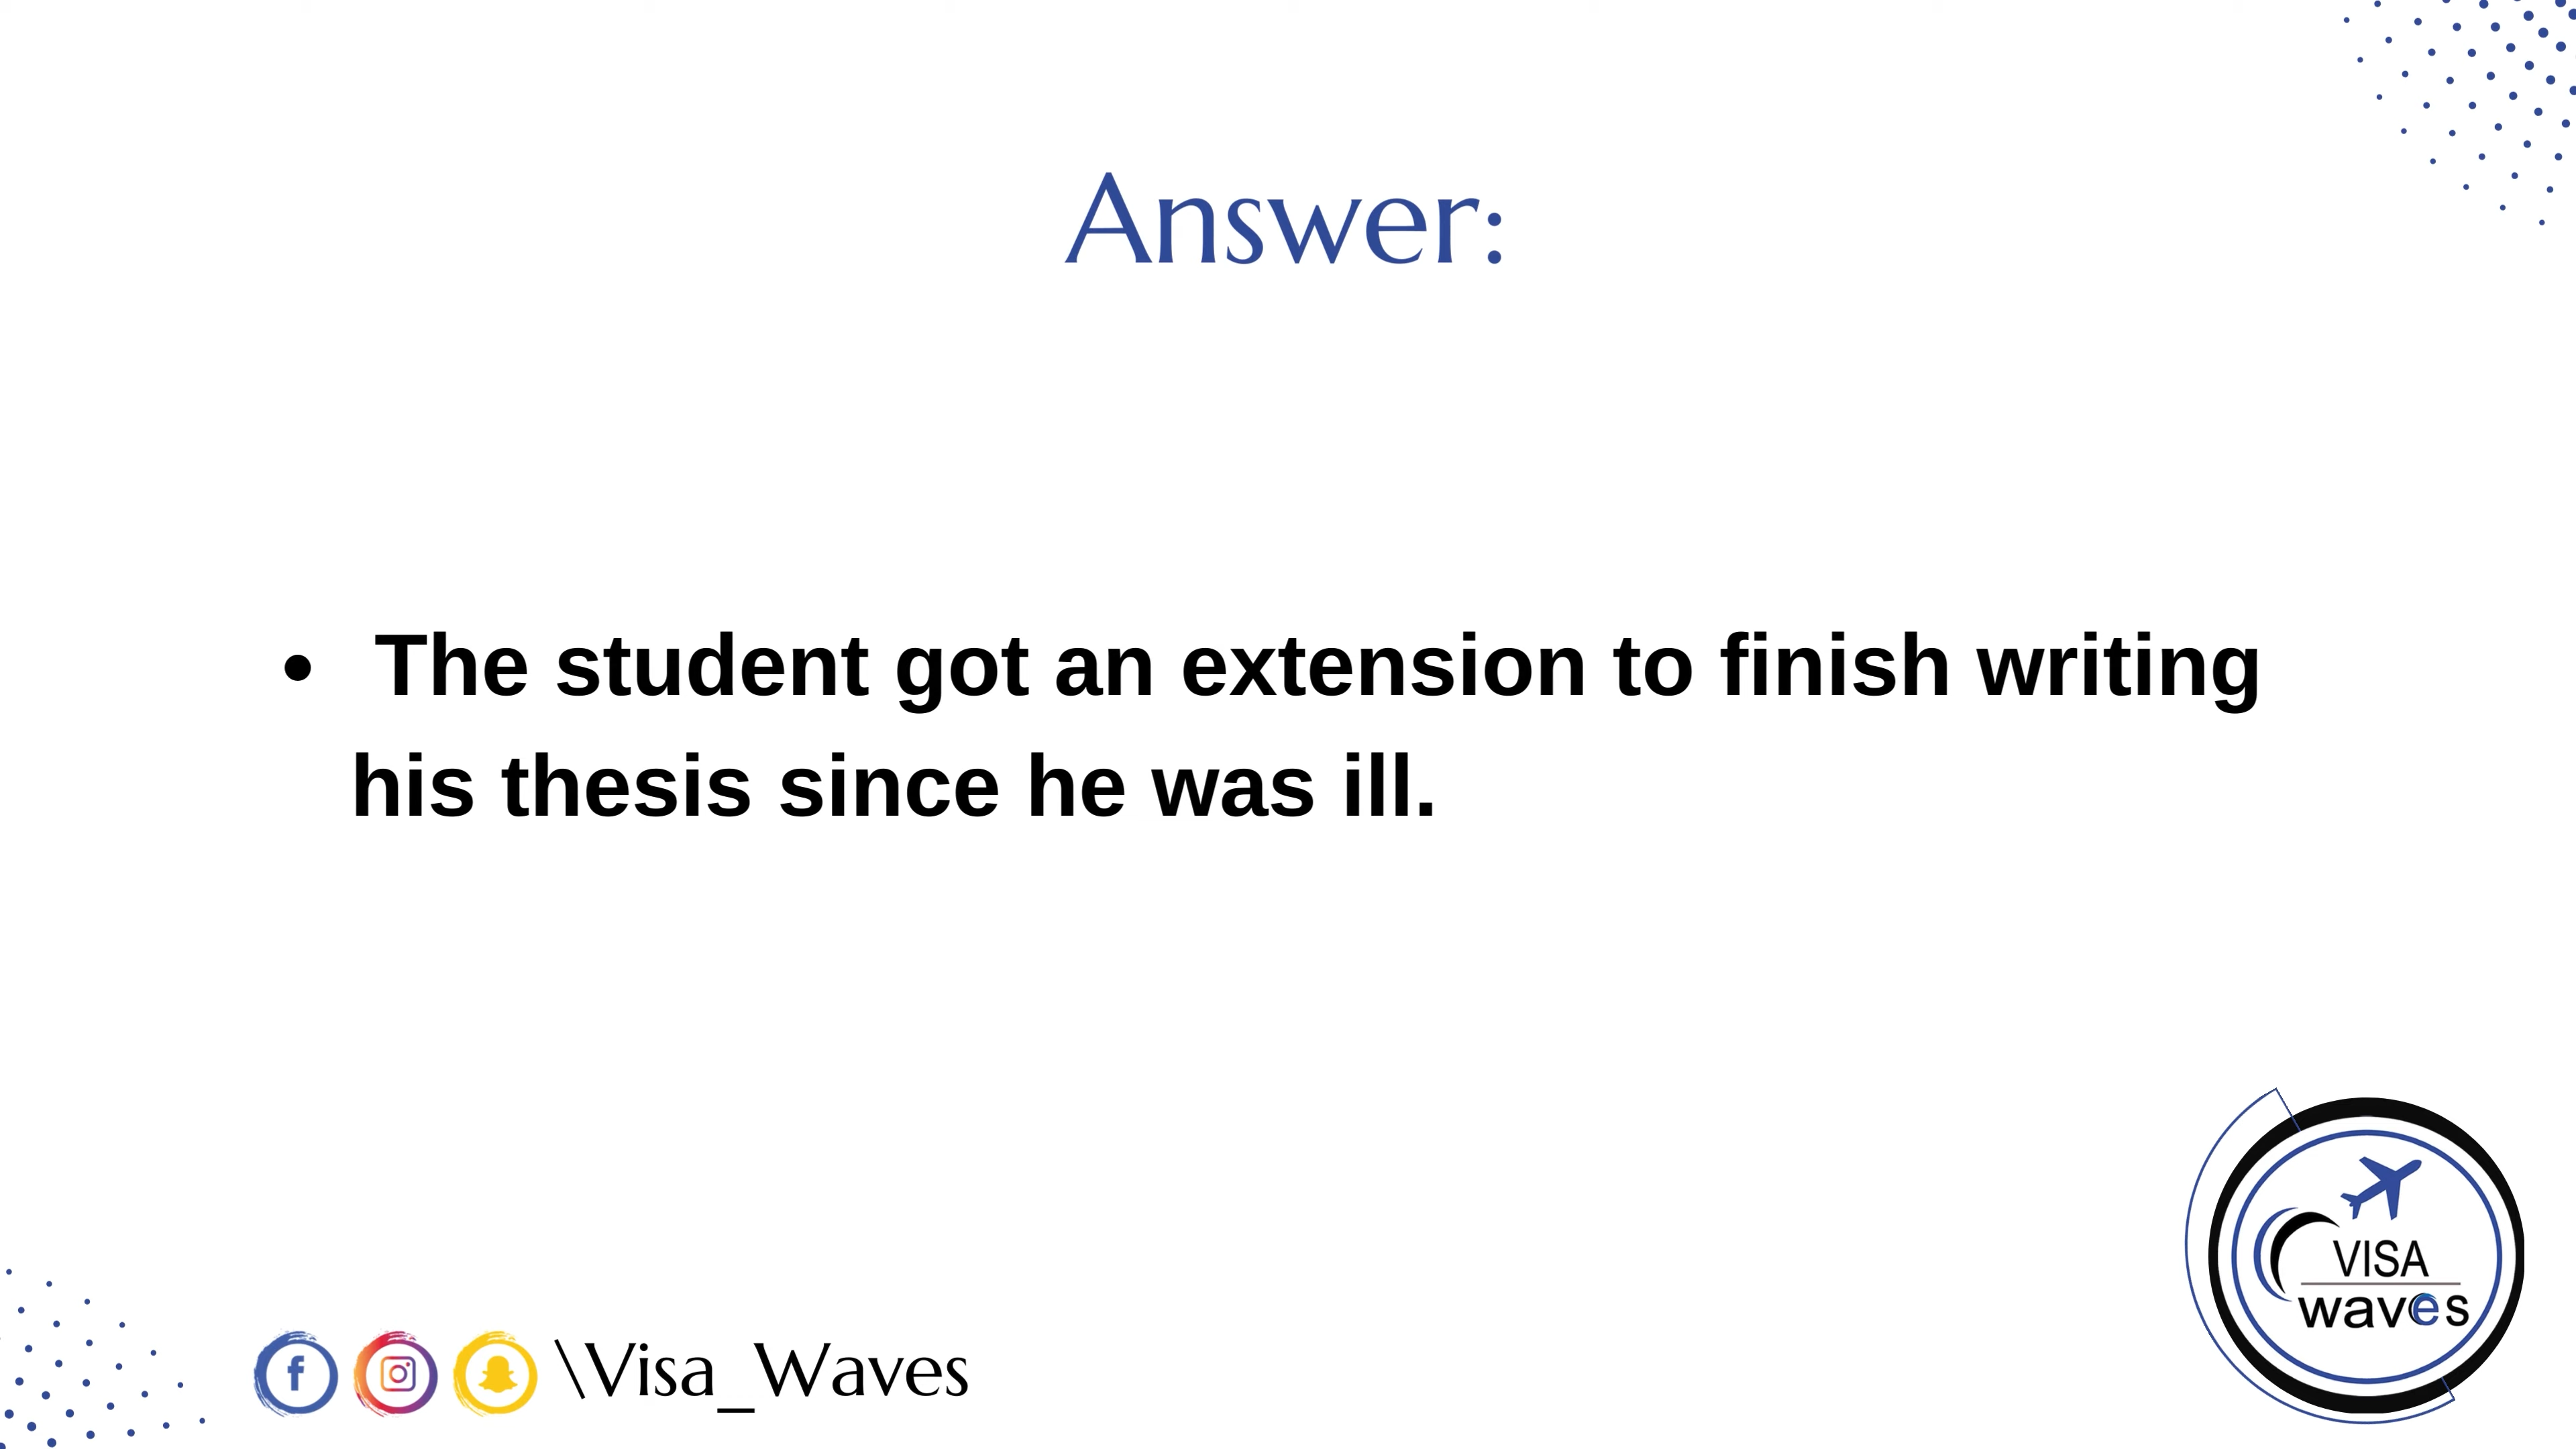 Answer:
• The student got an extension to finish writing
his thesis since he was ill.
VISA
waves
\Visa_Waves